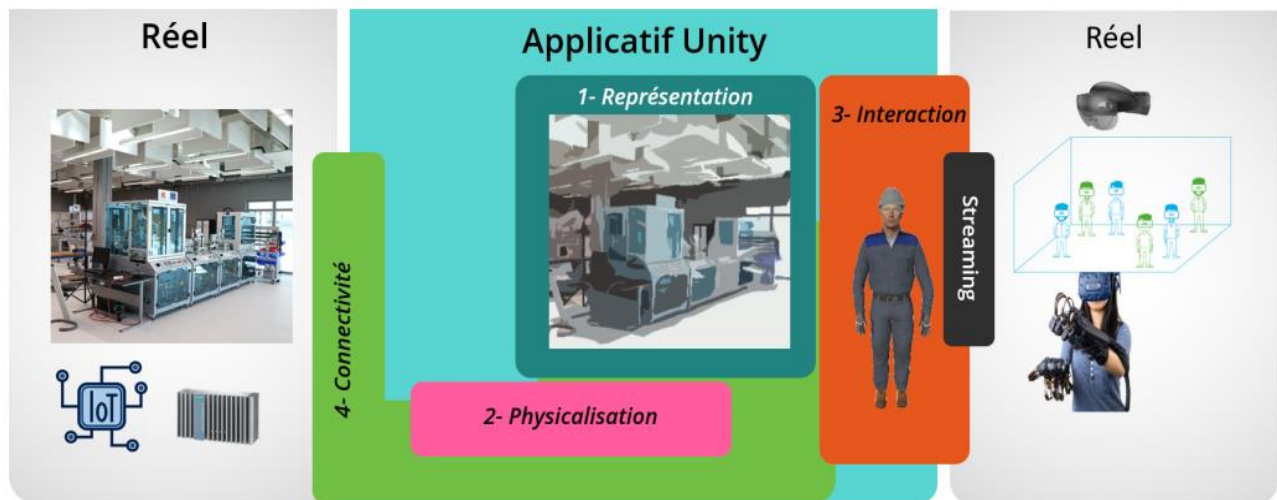 Réel
Applicatif Unity
Réel
1- Représentation
3- Interaction
Streaming
4- Connectivité
2- Physicalisation
IoT